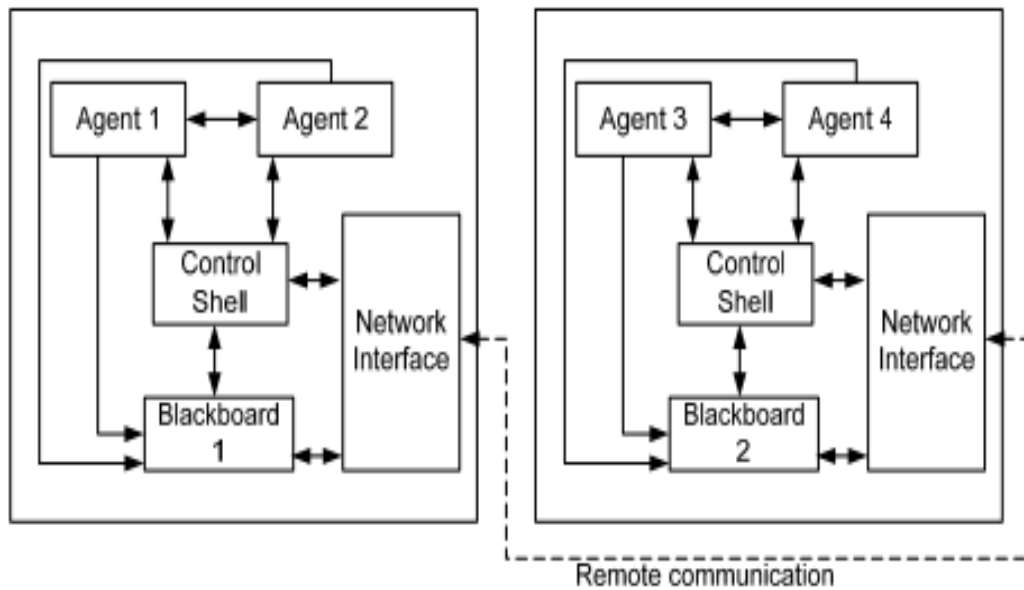 Agent 1
Agent 2
Control
Shell
Network
Interface
Blackboard
1
Agent 3
Agent 4
Control
Shell
Network
Interface
Blackboard
2
Remote communication